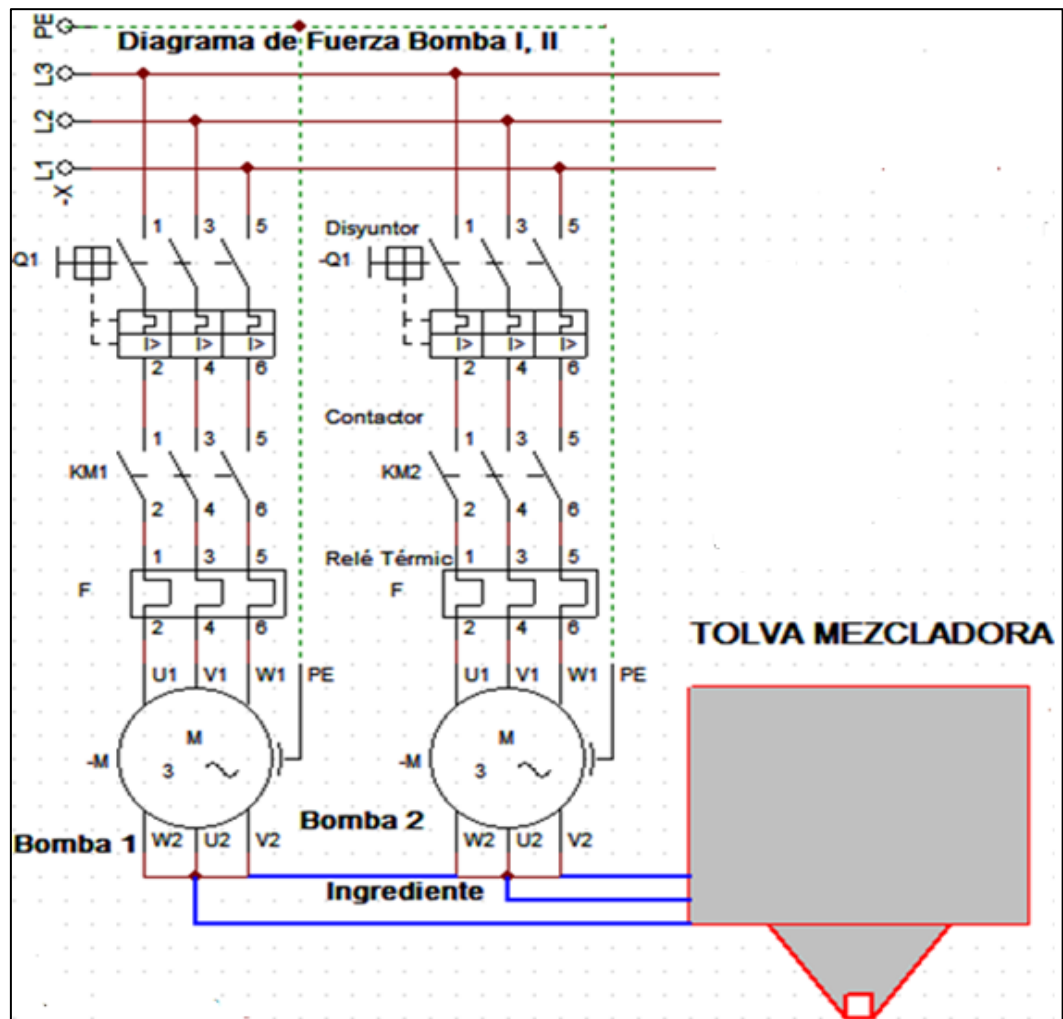 PE
Diagrama de Fuerza Bomba I, II
L3
L2
L1
-X
1 3 5
Disyuntor
1 3 5
Q1
-Q1
I> I> I>
I> I> I>
2 4 6
2 4 6
Contactor
1 3 5
1 3 5
KM1
KM2
2 4 6
2 4 6
1 3 5
Relé Térmic
1 3 5
F
F
2 4 6
2 4 6
TOLVA MEZCLADORA
U1 V1 W1 PE
U1 V1 W1 PE
M
M
-M
3
-M
3
Bomba 1
W2 U2 V2
Bomba 2
W2 U2 V2
Ingrediente